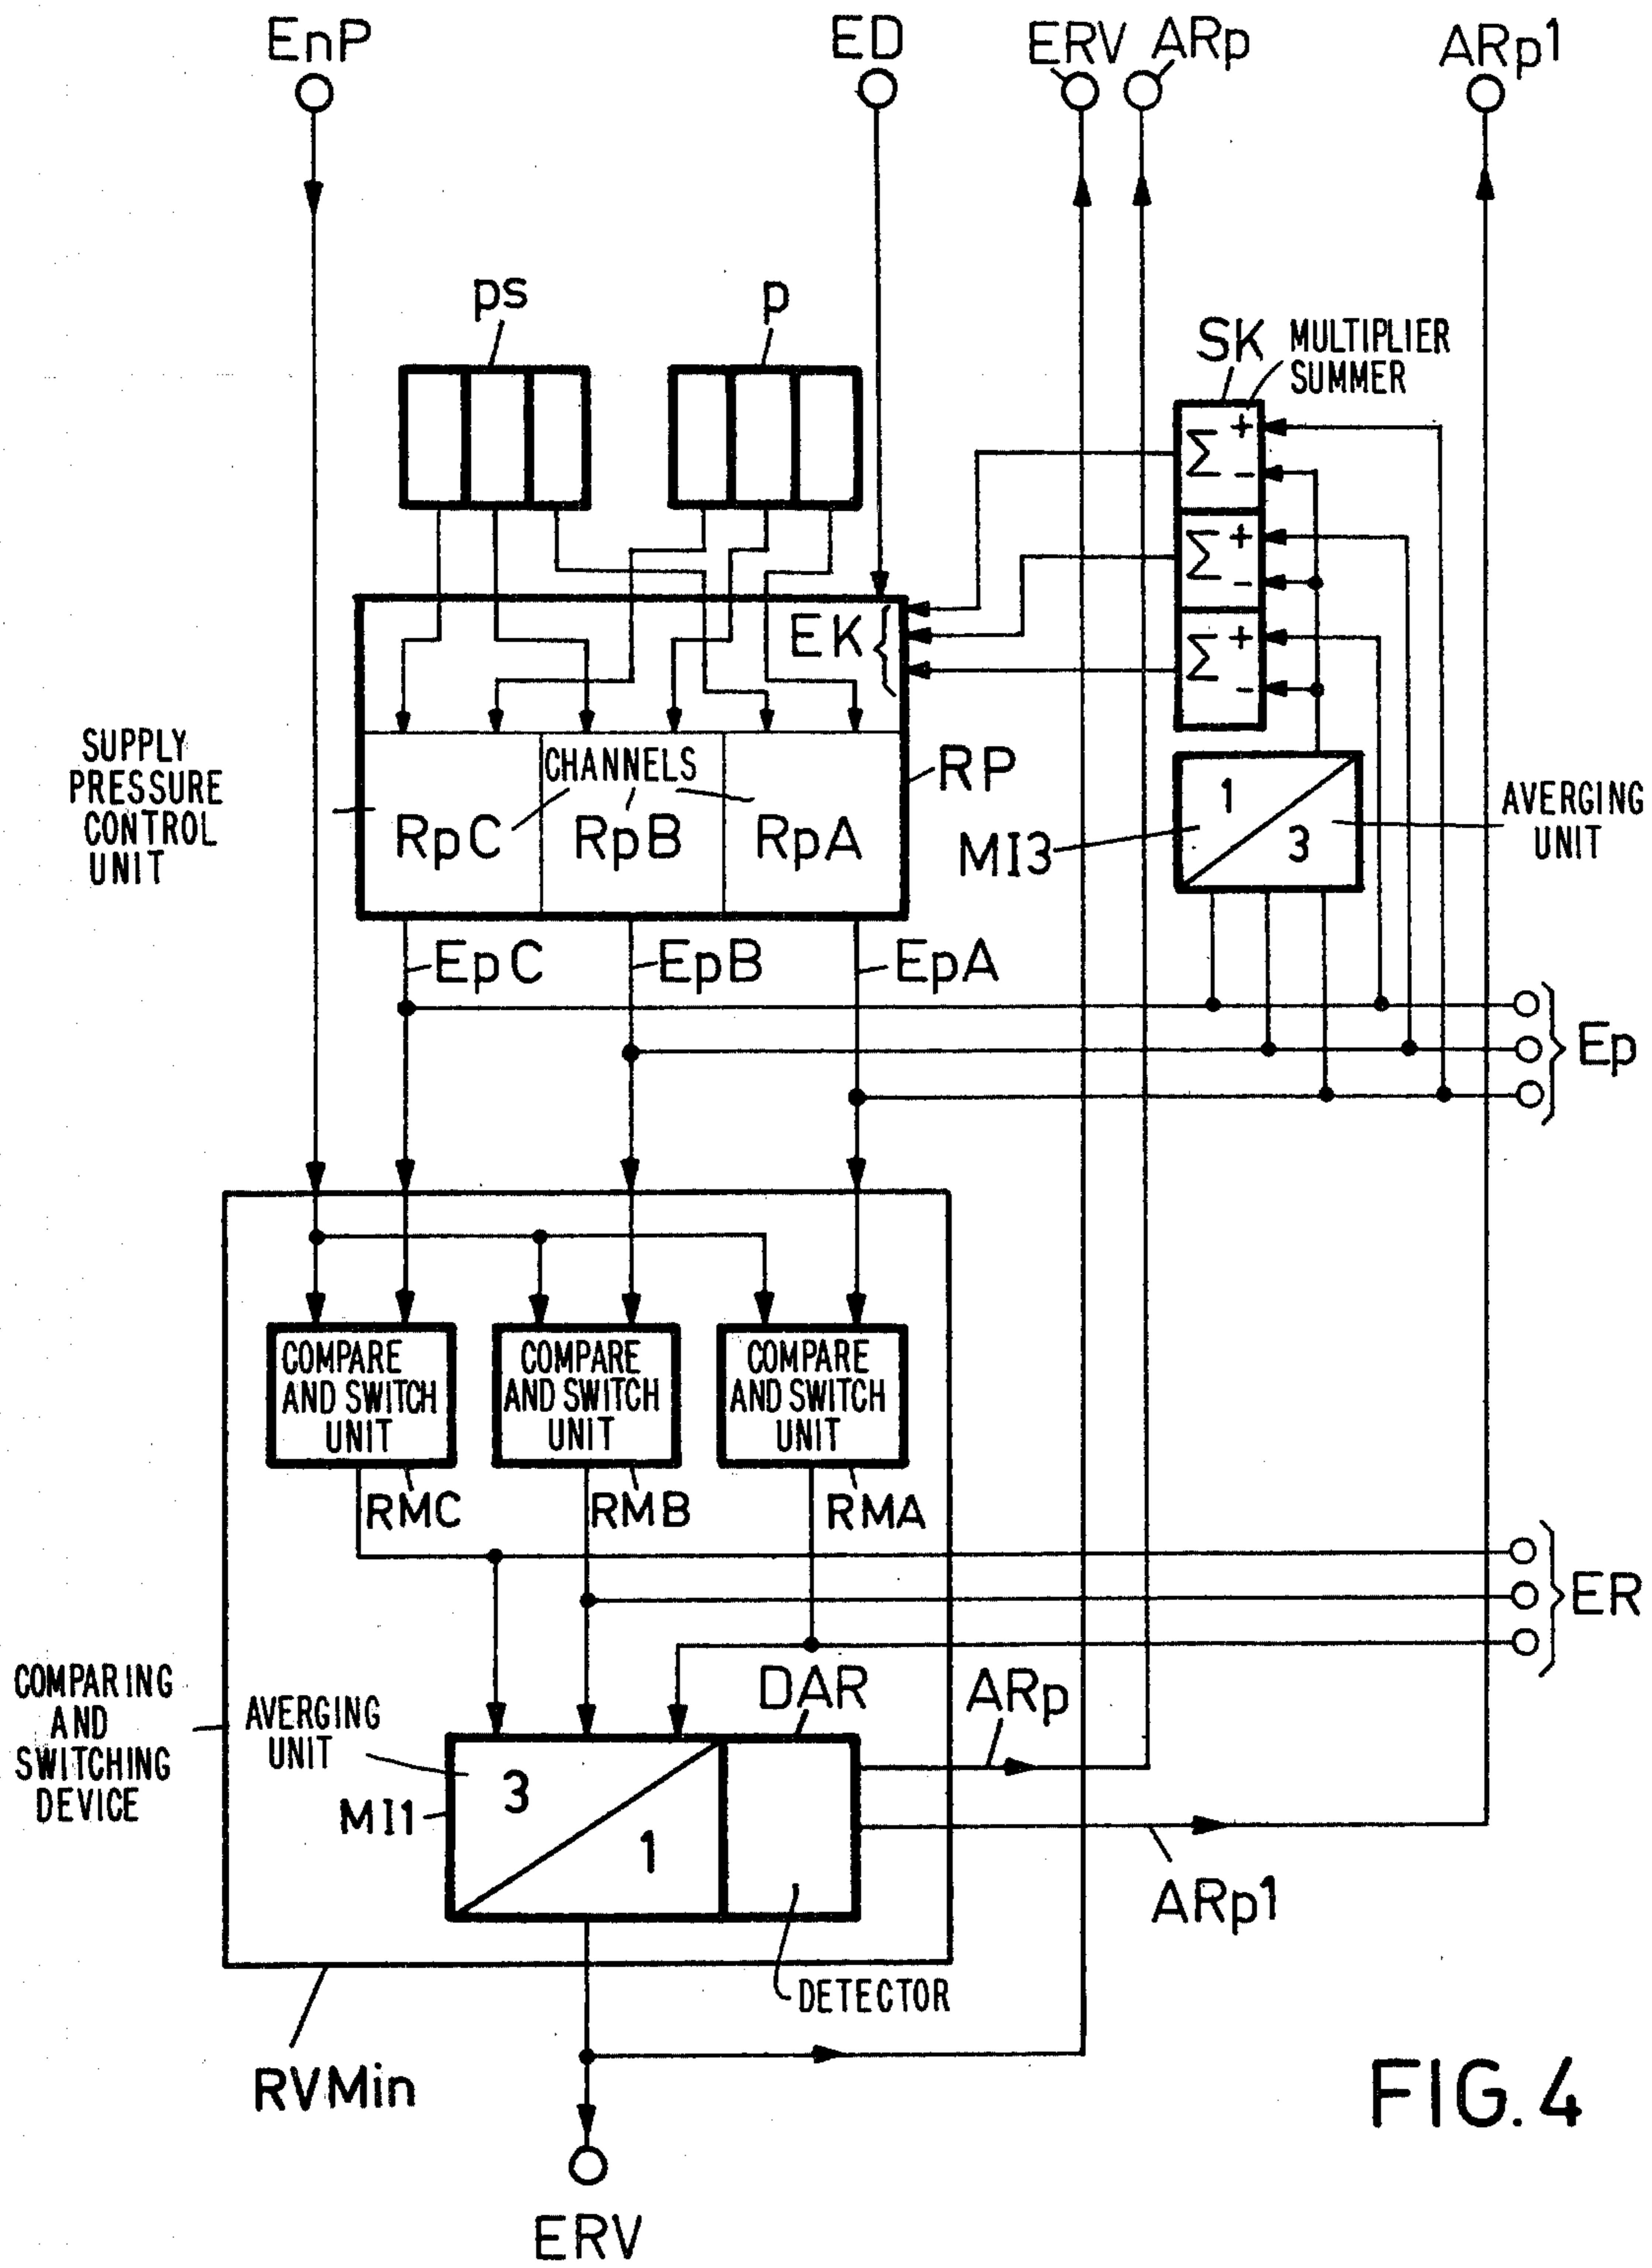 EnP
ED
ERV
ARp
ARp1
ps
p
SK
MULTIPLIER
SUMMER
Σ + -
Σ + -
Σ + -
EK
SUPPLY
PRESSURE
CONTROL
UNIT
CHANNELS
RpC
RpB
RpA
RP
1
3
MI3
AVERGING
UNIT
EpC
EpB
EpA
Ep
COMPARE
AND SWITCH
UNIT
COMPARE
AND SWITCH
UNIT
COMPARE
AND SWITCH
UNIT
RMC
RMB
RMA
ER
COMPARING
AND
SWITCHING
DEVICE
AVERGING
UNIT
DAR
ARp
3
1
MI1
ARp1
DETECTOR
RVMin
ERV
FIG. 4